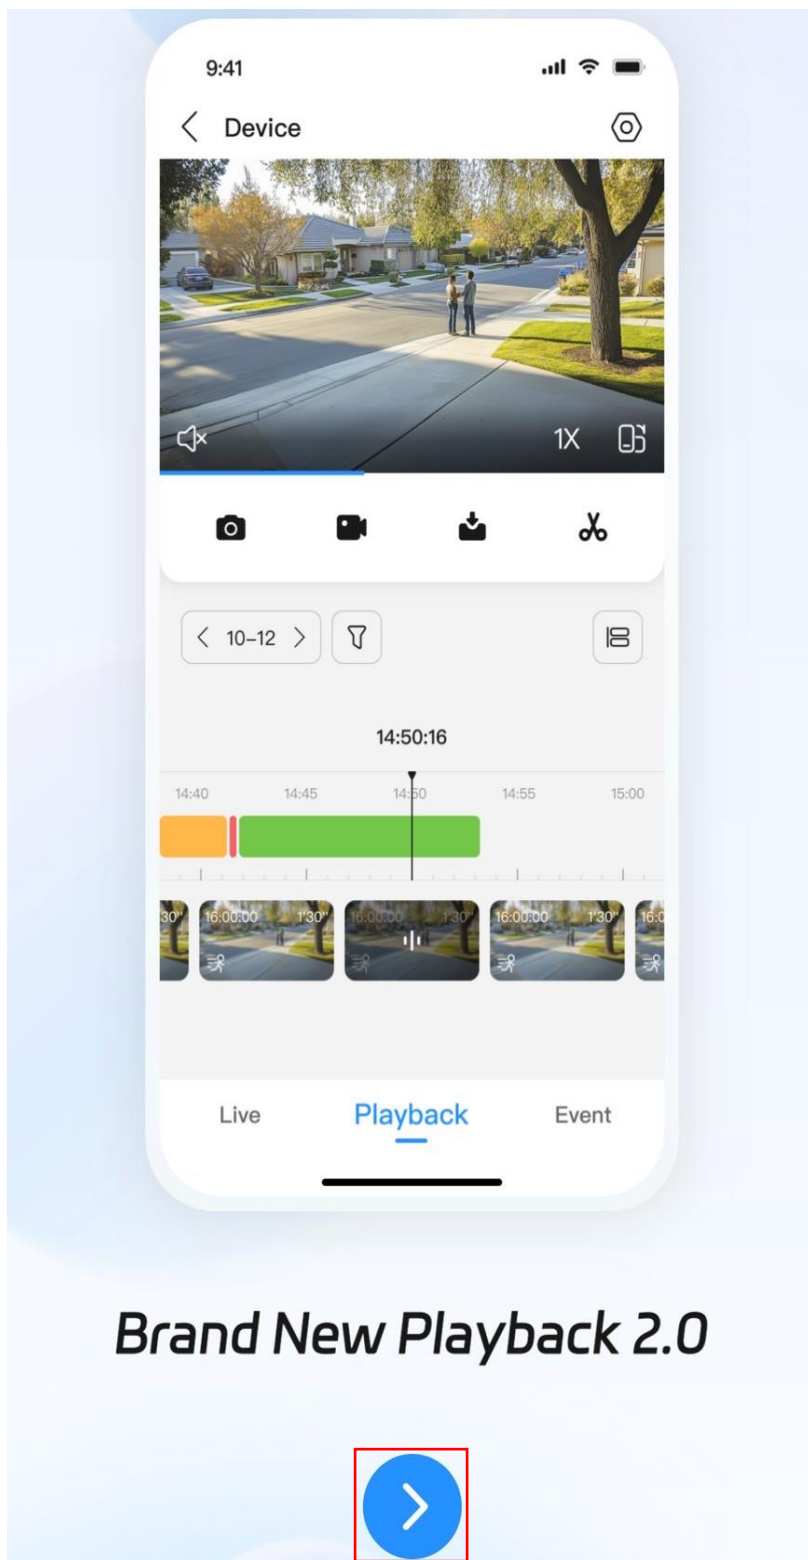 9:41
Device
1X
10–12
14:50:16
14:40 14:45 14:50 14:55 15:00
30" 16:00:00 1'30" 16:00:00 1'30" 16:00:00 1'30" 16:0
Live Playback Event
Brand New Playback 2.0